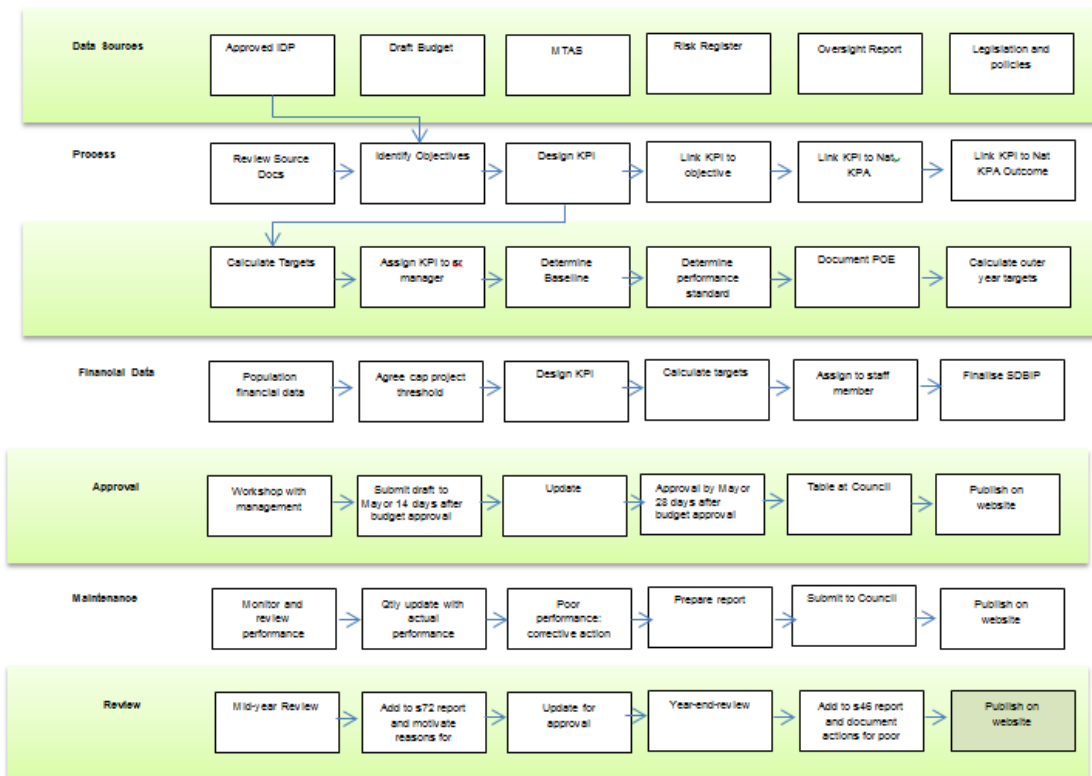 Data Sources
Approved IDP
Draft Budget
MTAS
Risk Register
Oversight Report
Legislation and
policies
Process
Review Source
Docs
Identify Objectives
Design KPI
Link KPI to
objective
Link KPI to Nat
KPA
Link KPI to Nat
KPA Outcome
Calculate Targets
Assign KPI to sr
manager
Determine
Baseline
Determine
performance
standard
Document POE
Calculate outer
year targets
Financial Data
Population
financial data
Agree cap project
threshold
Design KPI
Calculate targets
Assign to staff
member
Finalise SDBIP
Approval
Workshop with
management
Submit draft to
Mayor 14 days after
budget approval
Update
Approval by Mayor
28 days after
budget approval
Table at Council
Publish on
website
Maintenance
Monitor and
review
performance
Qtly update with
actual
performance
Poor
performance:
corrective action
Prepare report
Submit to Council
Publish on
website
Review
Mid-year Review
Add to s72 report
and motivate
reasons for
Update for
approval
Year-end-review
Add to s46 report
and document
actions for poor
Publish on
website